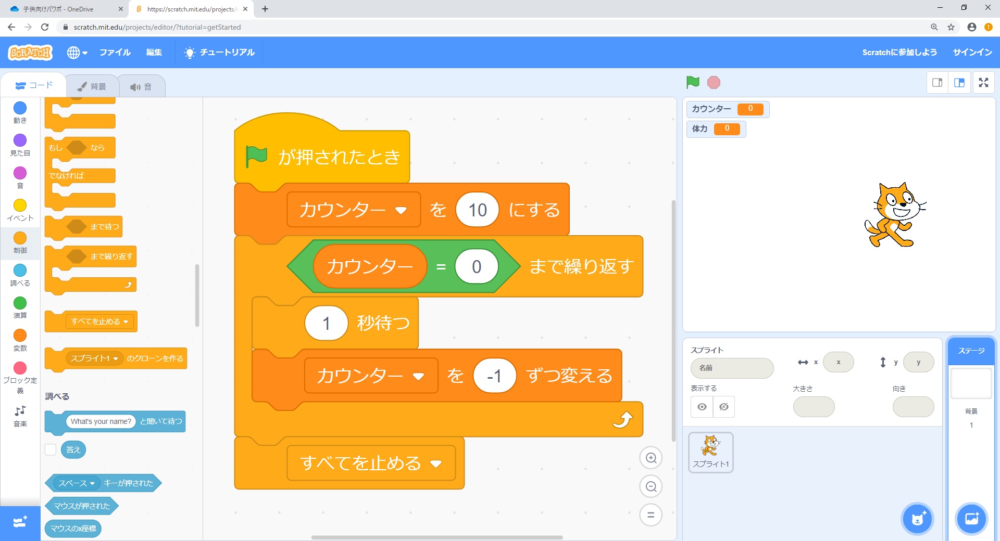 子供向けパワポ - OneDrive
https://scratch.mit.edu/projects/e
scratch.mit.edu/projects/editor/?tutorial=getStarted
SCRATCH
ファイル
編集
チュートリアル
Scratchに参加しよう
サインイン
コード
背景
音
動き
見た目
音
イベント
制御
調べる
演算
変数
ブロック定
義
音楽
もし なら
でなければ
まで待つ
まで繰り返す
すべてを止める
スプライト1 のクローンを作る
調べる
What's your name? と聞いて待つ
答え
スペース キーが押された
マウスが押された
マウスのx座標
が押されたとき
カウンター を 10 にする
カウンター = 0 まで繰り返す
1 秒待つ
カウンター を -1 ずつ変える
すべてを止める
カウンター 0
体力 0
スプライト
名前
x x
y y
表示する
大きさ
向き
スプライト1
ステージ
背景
1